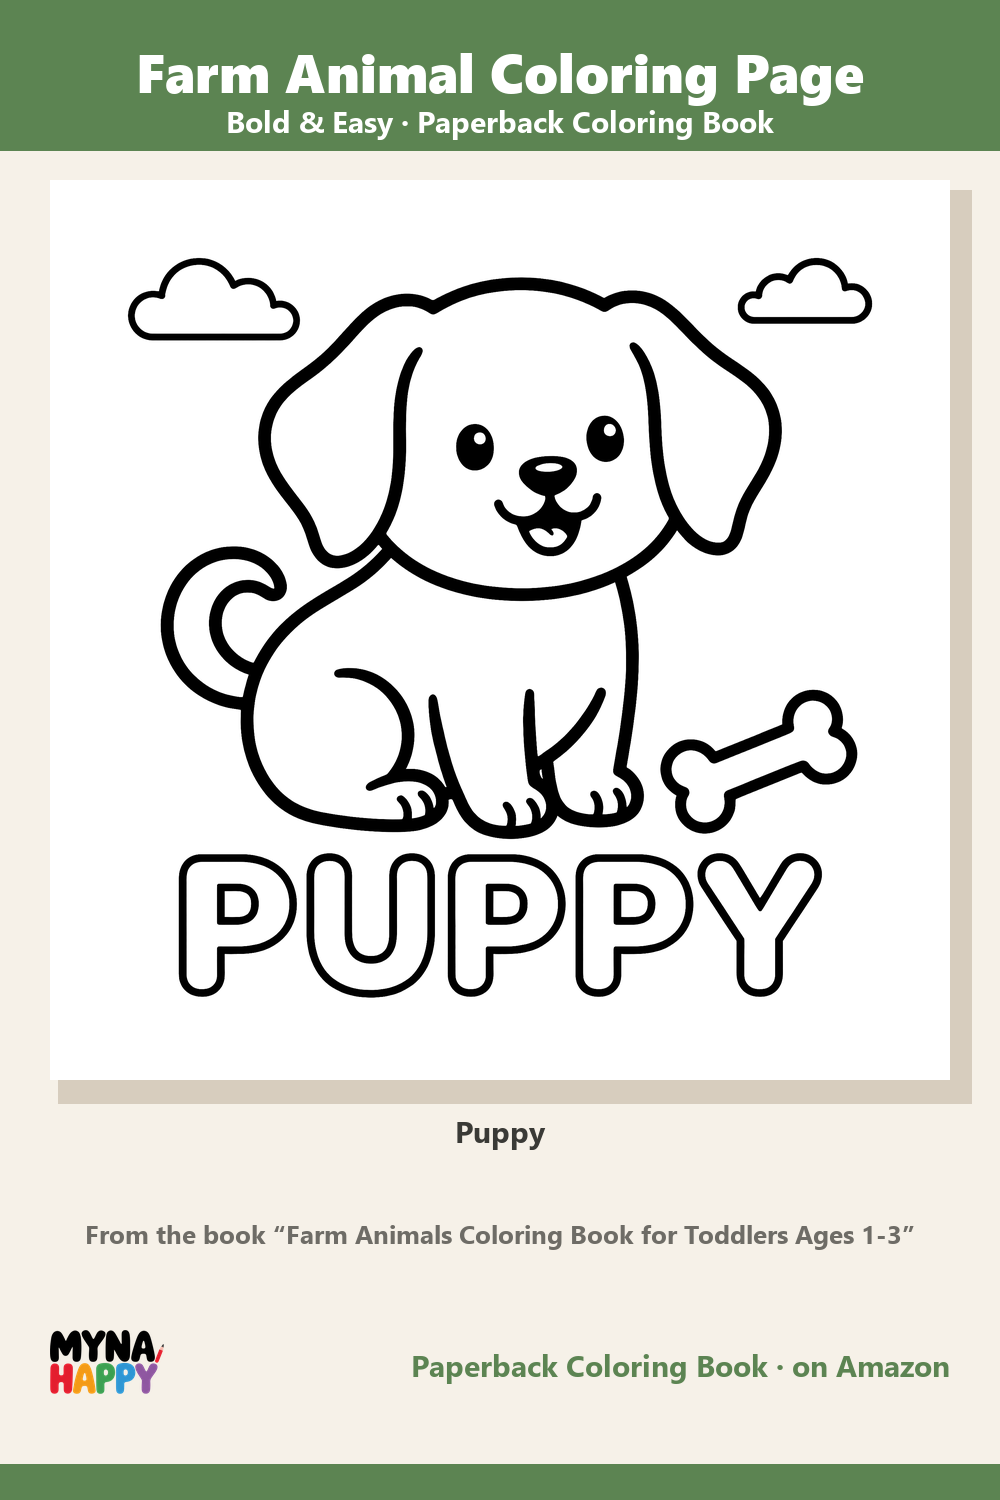 Farm Animal Coloring Page
Bold & Easy · Paperback Coloring Book
PUPPY
Puppy
From the book “Farm Animals Coloring Book for Toddlers Ages 1-3”
MYNA
HAPPY
Paperback Coloring Book · on Amazon